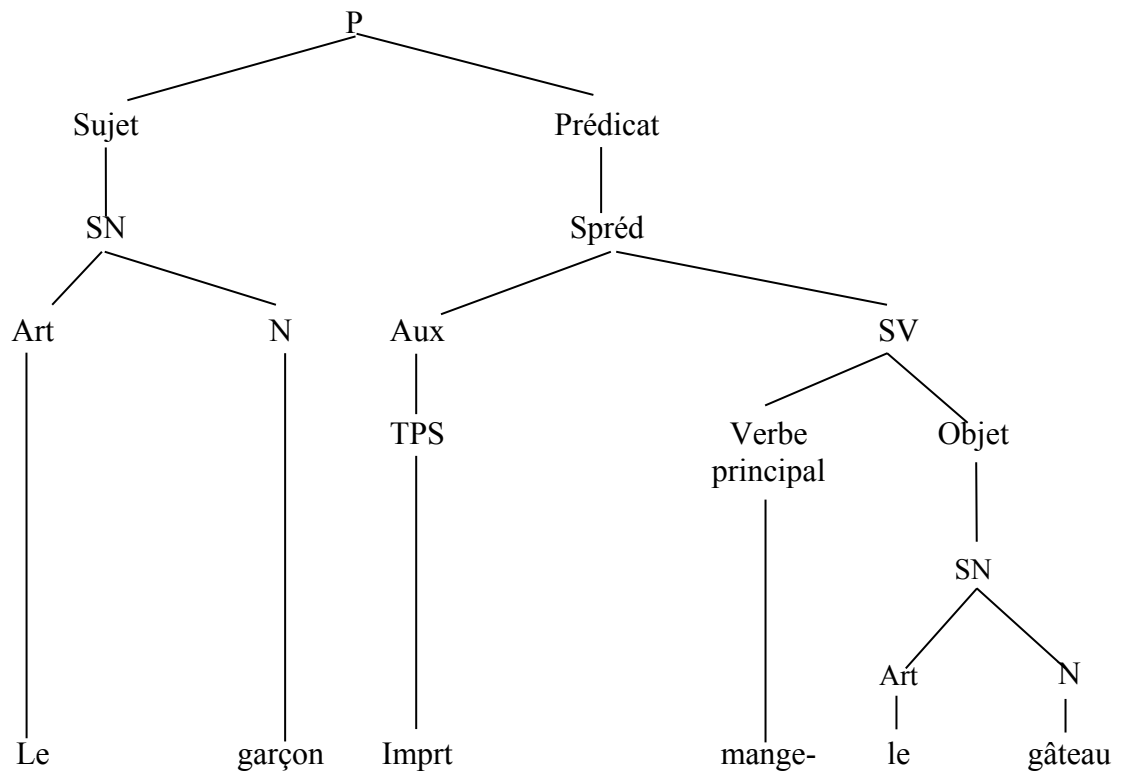 P
Sujet Prédicat
SN Spréd
Art N Aux SV
TPS Verbe principal Objet
SN
Art N
Le garçon Imprt mange- le gâteau